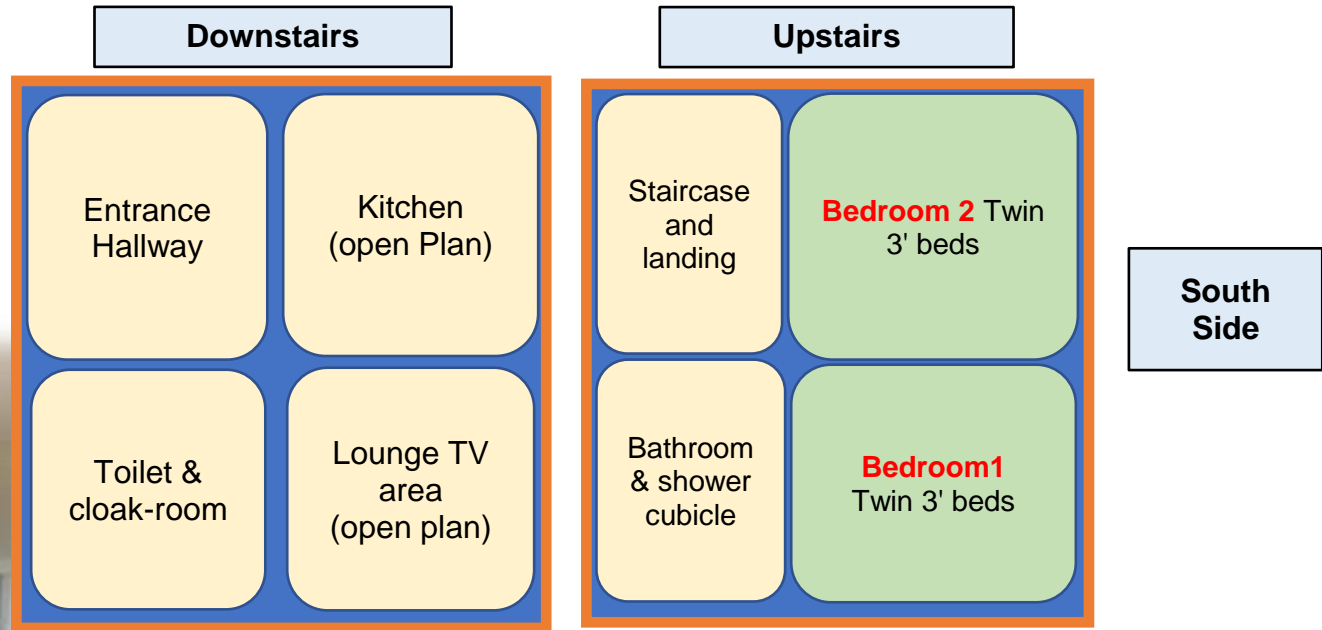 Downstairs
Upstairs
Entrance
Hallway
Kitchen
(open Plan)
Staircase
and
landing
Bedroom 2 Twin
3' beds
South
Side
Toilet &
cloak-room
Lounge TV
area
(open plan)
Bathroom
& shower
cubicle
Bedroom1
Twin 3' beds